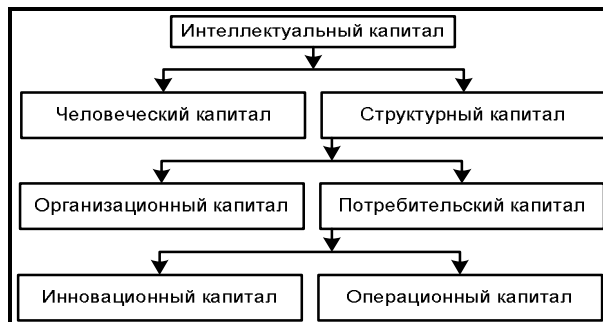 Интеллектуальный капитал
Человеческий капитал
Структурный капитал
Организационный капитал
Потребительский капитал
Инновационный капитал
Операционный капитал